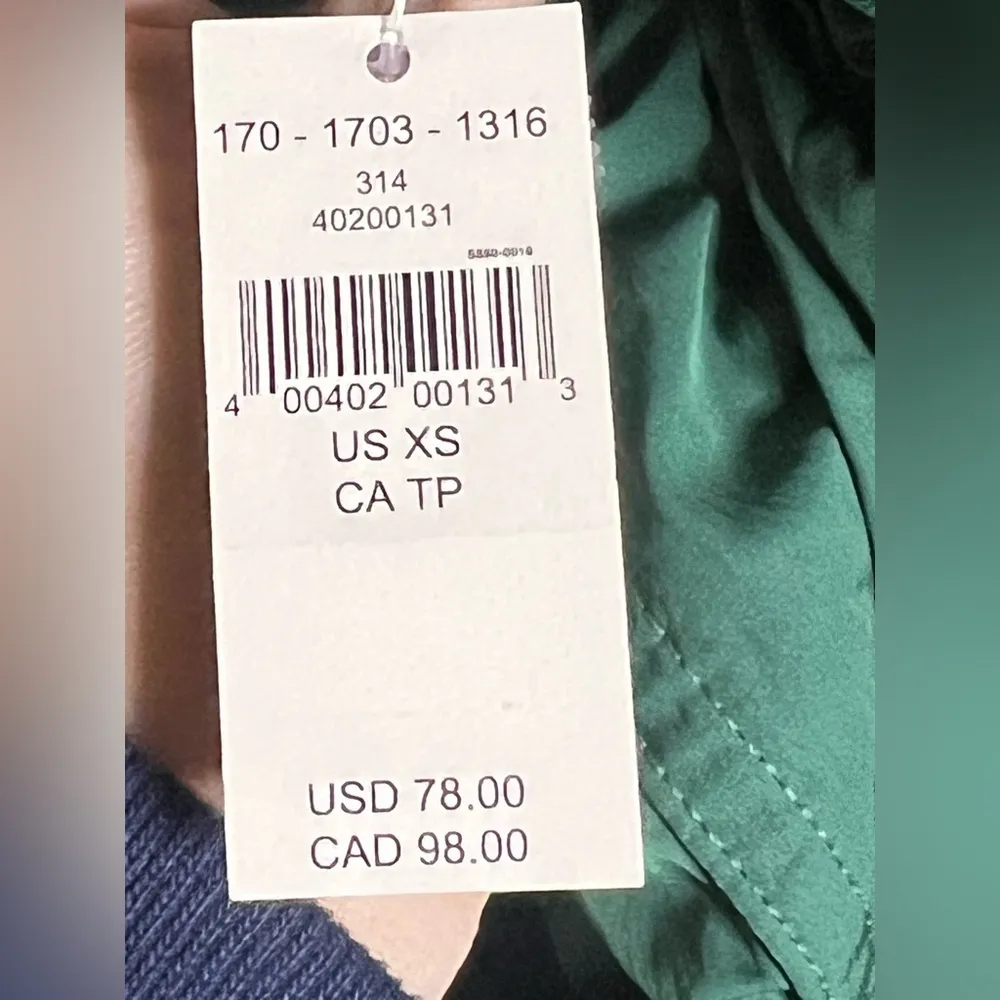 170 - 1703 - 1316
314
40200131
4 00402 00131 3
US XS
CA TP
USD 78.00
CAD 98.00